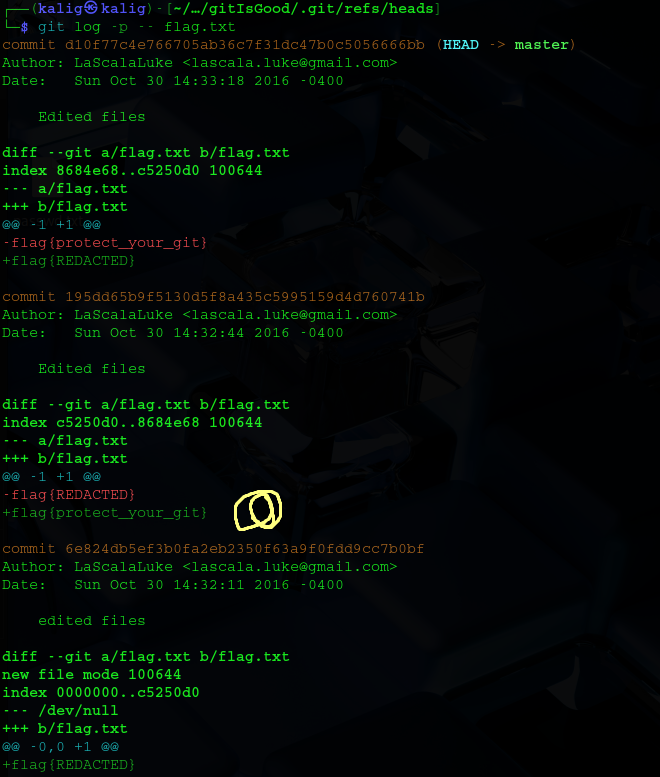 ┌──(kalig㉿kalig)-[~/…/gitIsGood/.git/refs/heads]
└─$ git log -p -- flag.txt
commit d10f77c4e766705ab36c7f31dc47b0c5056666bb (HEAD -> master)
Author: LaScalaLuke <lascala.luke@gmail.com>
Date:   Sun Oct 30 14:33:18 2016 -0400

    Edited files

diff --git a/flag.txt b/flag.txt
index 8684e68..c5250d0 100644
--- a/flag.txt
+++ b/flag.txt
@@ -1 +1 @@
-flag{protect_your_git}
+flag{REDACTED}

commit 195dd65b9f5130d5f8a435c5995159d4d760741b
Author: LaScalaLuke <lascala.luke@gmail.com>
Date:   Sun Oct 30 14:32:44 2016 -0400

    Edited files

diff --git a/flag.txt b/flag.txt
index c5250d0..8684e68 100644
--- a/flag.txt
+++ b/flag.txt
@@ -1 +1 @@
-flag{REDACTED}
+flag{protect_your_git}

commit 6e824db5ef3b0fa2eb2350f63a9f0fdd9cc7b0bf
Author: LaScalaLuke <lascala.luke@gmail.com>
Date:   Sun Oct 30 14:32:11 2016 -0400

    edited files

diff --git a/flag.txt b/flag.txt
new file mode 100644
index 0000000..c5250d0
--- /dev/null
+++ b/flag.txt
@@ -0,0 +1 @@
+flag{REDACTED}